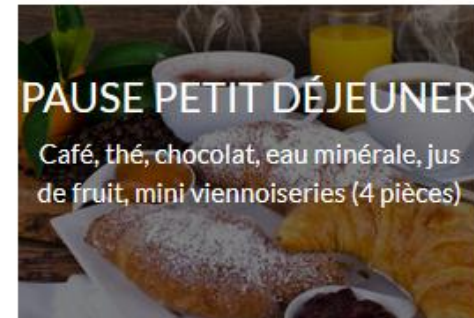 PAUSE PETIT DÉJEUNER
Café, thé, chocolat, eau minérale, jus
de fruit, mini viennoiseries (4 pièces)